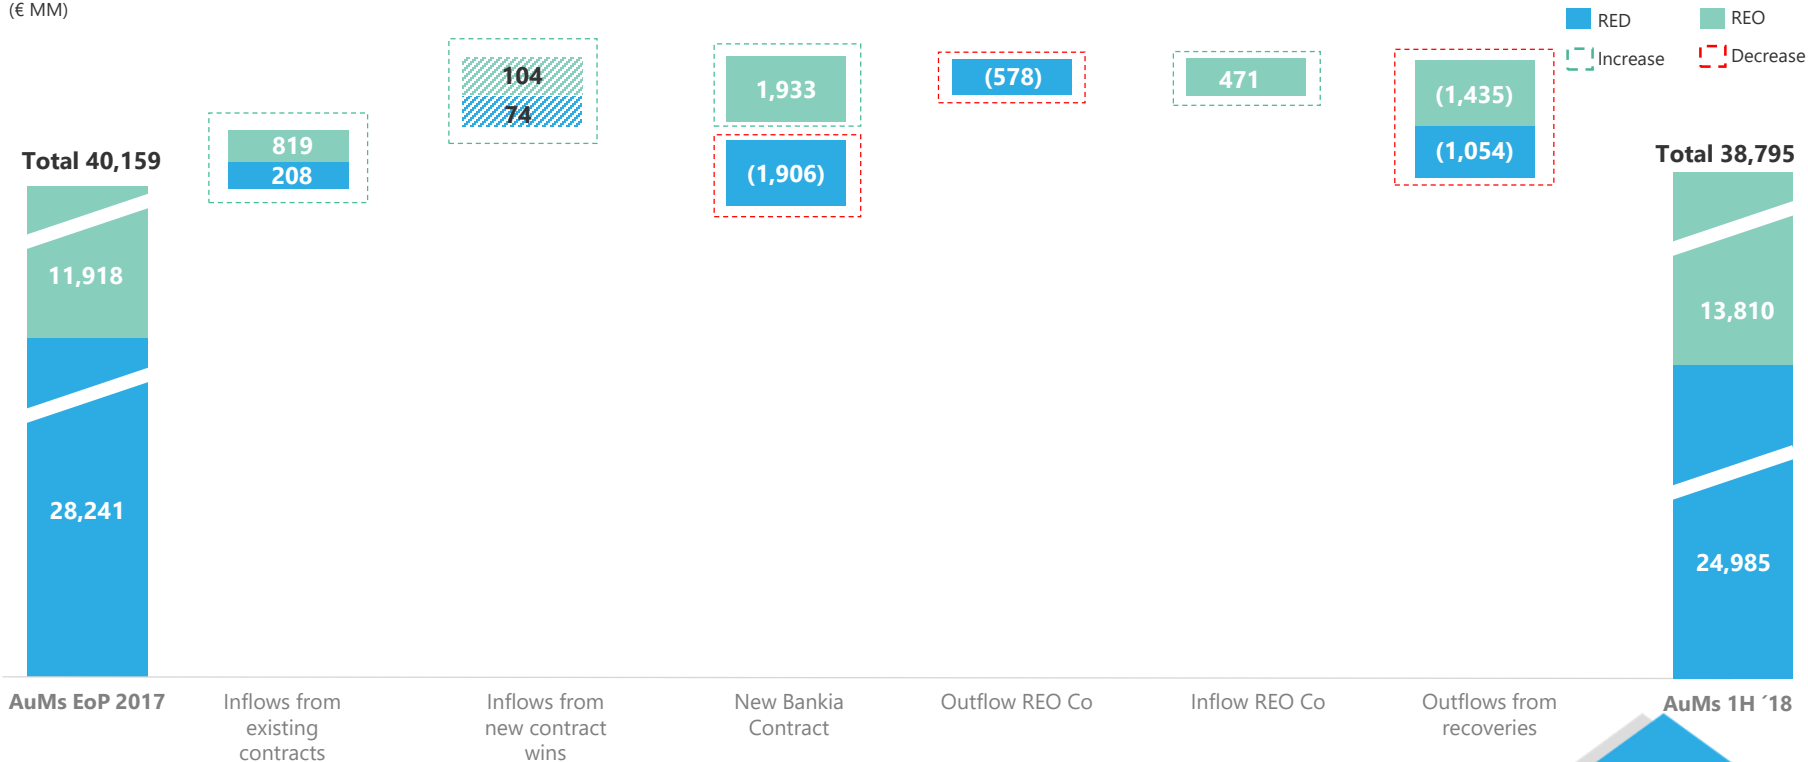 (€ MM)
RED
REO
Increase
Decrease
Total 40,159
11,918
28,241
819
208
104
74
1,933
(1,906)
(578)
471
(1,435)
(1,054)
Total 38,795
13,810
24,985
AuMs EoP 2017
Inflows from
existing
contracts
Inflows from
new contract
wins
New Bankia
Contract
Outflow REO Co
Inflow REO Co
Outflows from
recoveries
AuMs 1H ´18